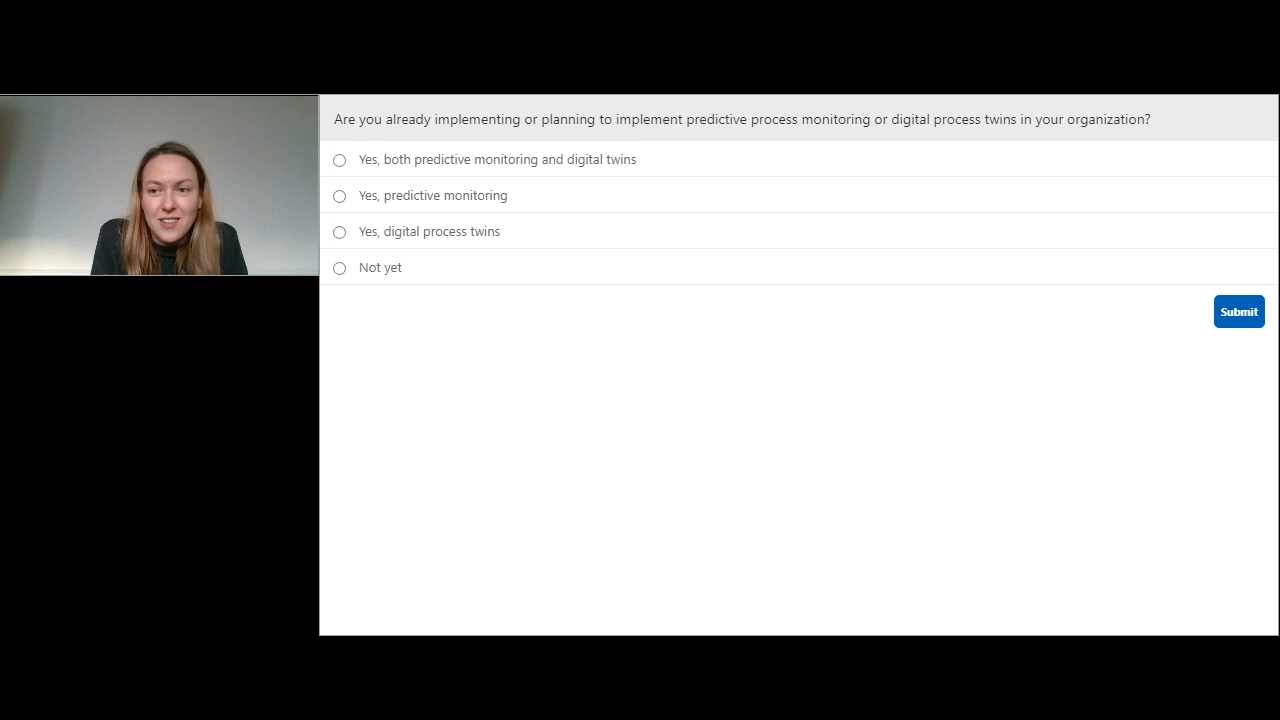 Are you already implementing or planning to implement predictive process monitoring or digital process twins in your organization?
Yes, both predictive monitoring and digital twins
Yes, predictive monitoring
Yes, digital process twins
Not yet
Submit